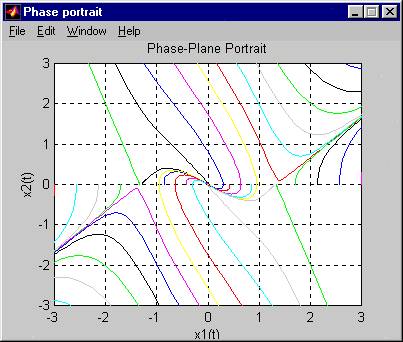 Phase portrait
File Edit Window Help
Phase-Plane Portrait
3
2
1
0
-1
-2
-3
x2(t)
-3 -2 -1 0 1 2 3
x1(t)